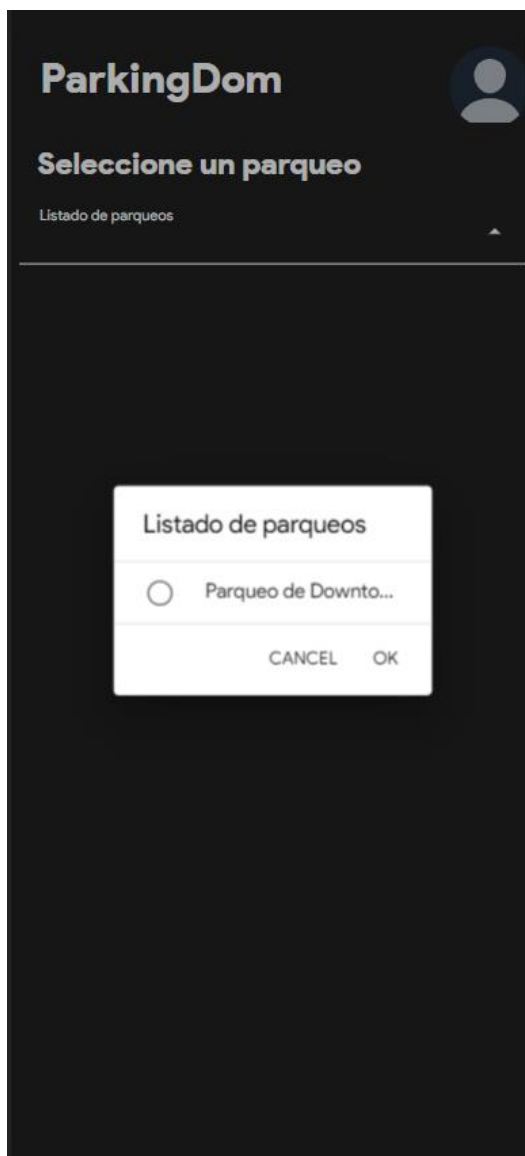 ParkingDom
Seleccione un parqueo
Listado de parqueos
Listado de parqueos
Parqueo de Downto...
CANCEL OK